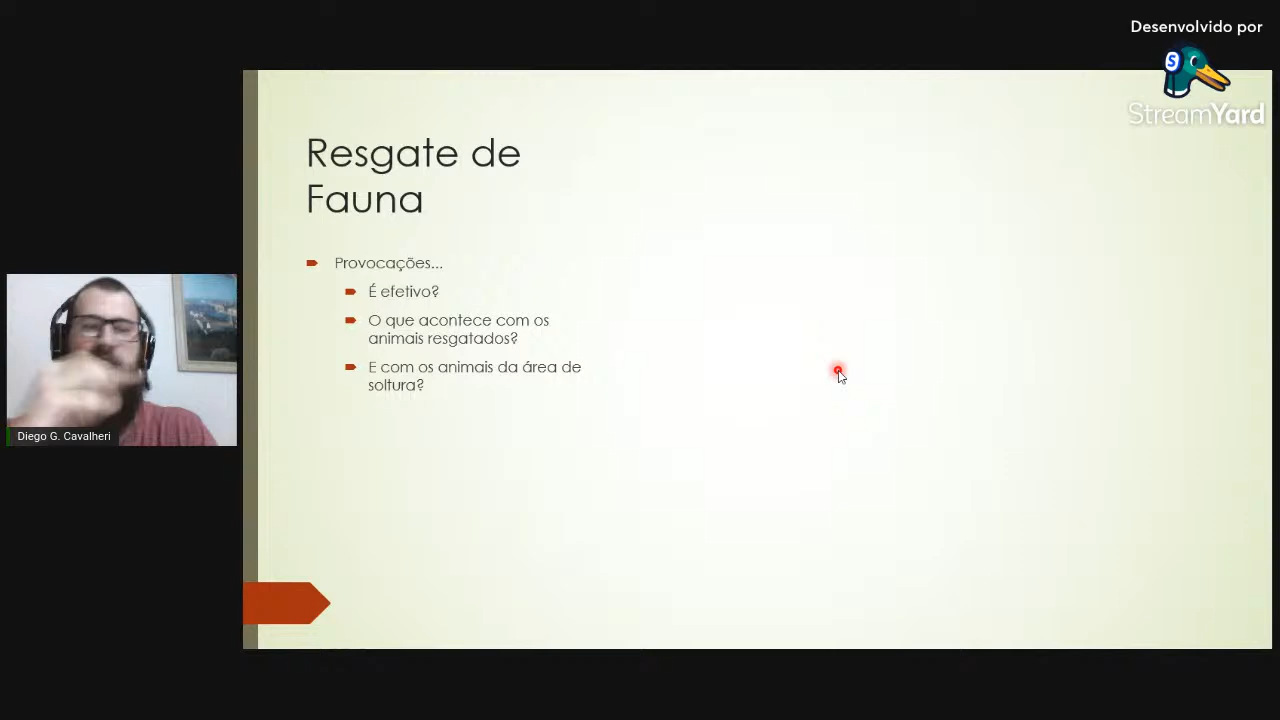 Desenvolvido por
StreamYard
Resgate de
Fauna
Provocações...
É efetivo?
O que acontece com os
animais resgatados?
E com os animais da área de
soltura?
Diego G. Cavalheri